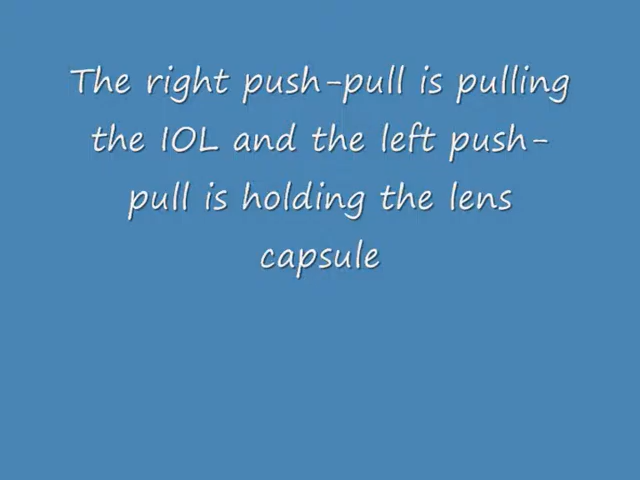 The right push-pull is pulling
the IOL and the left push-
pull is holding the lens
capsule